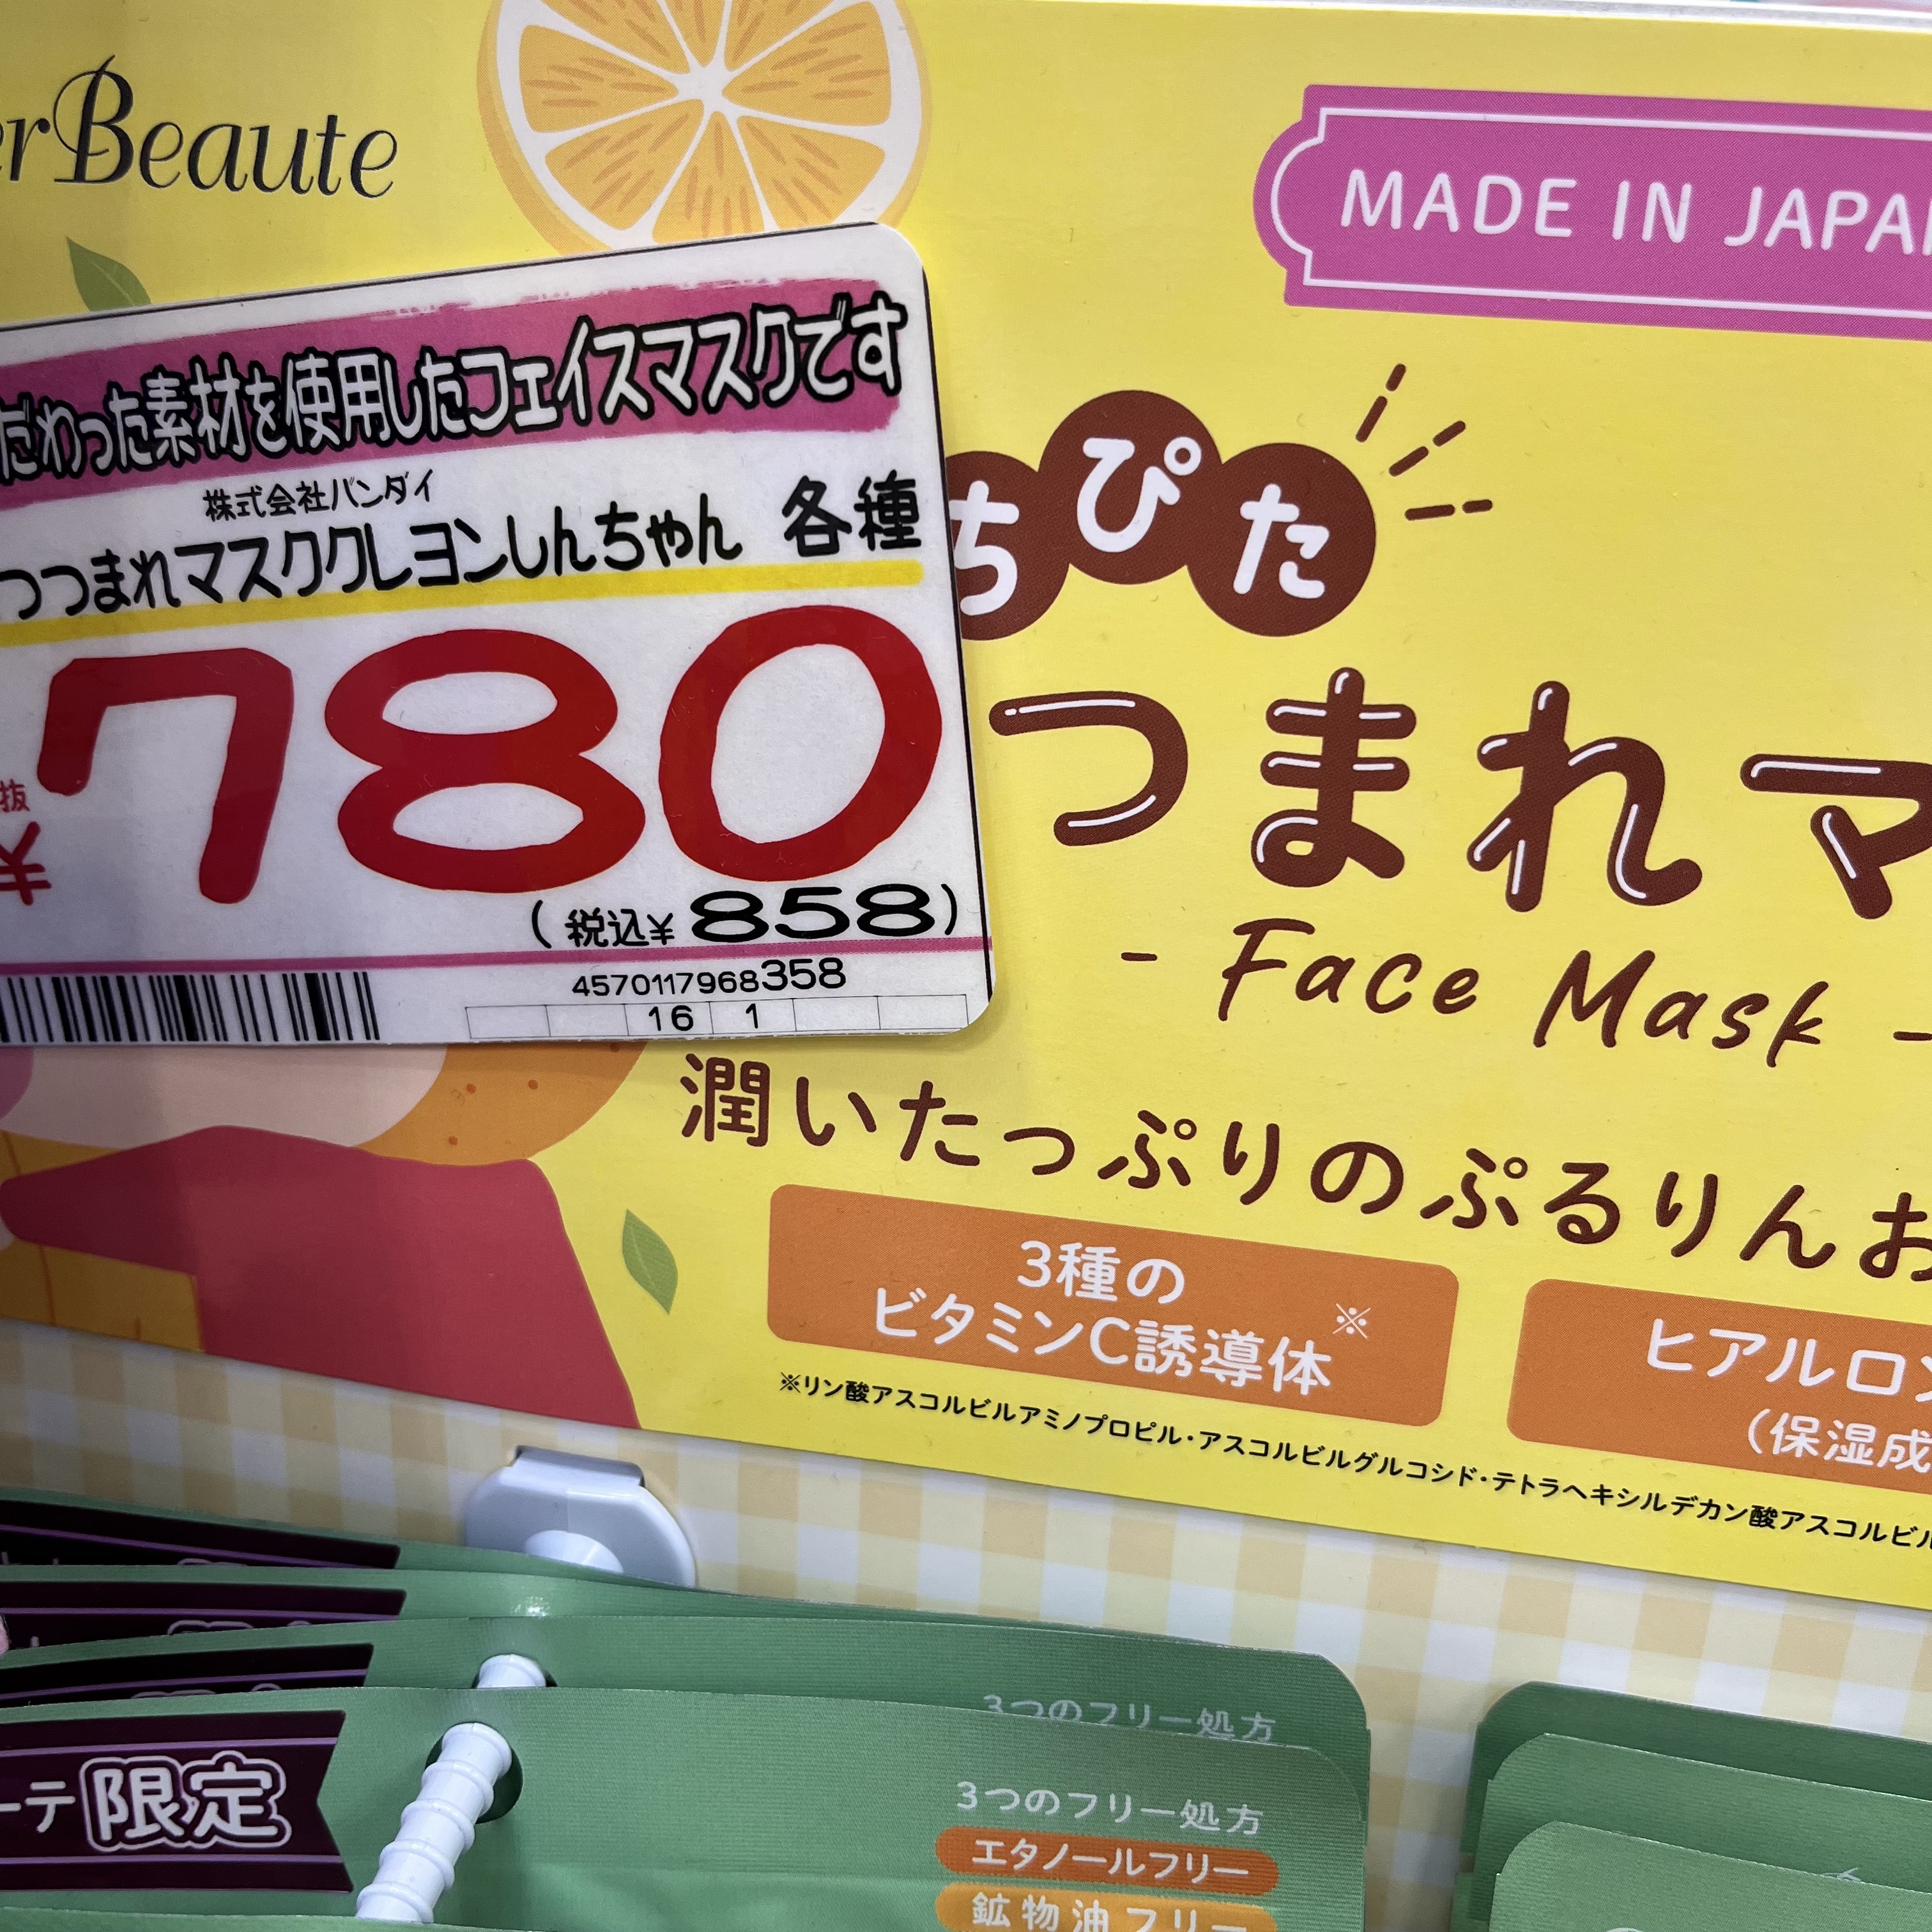 erBeaute
MADE IN JAPAN
だわった素材を使用したフェイスマスクです
株式会社バンダイ
つつまれマスククレヨンしんちゃん 各種
抜
¥780
(税込¥858)
4570117968358
16 1
ちぴた
つまれマ
- Face Mask -
潤いたっぷりのぷるりんお
3種の
ビタミンC誘導体※
ヒアルロン
(保湿成
※リン酸アスコルビルアミノプロピル・アスコルビルグルコシド・テトラヘキシルデカン酸アスコルビル
3つのフリー処方
ーテ限定
3つのフリー処方
エタノールフリー
鉱物油フリー